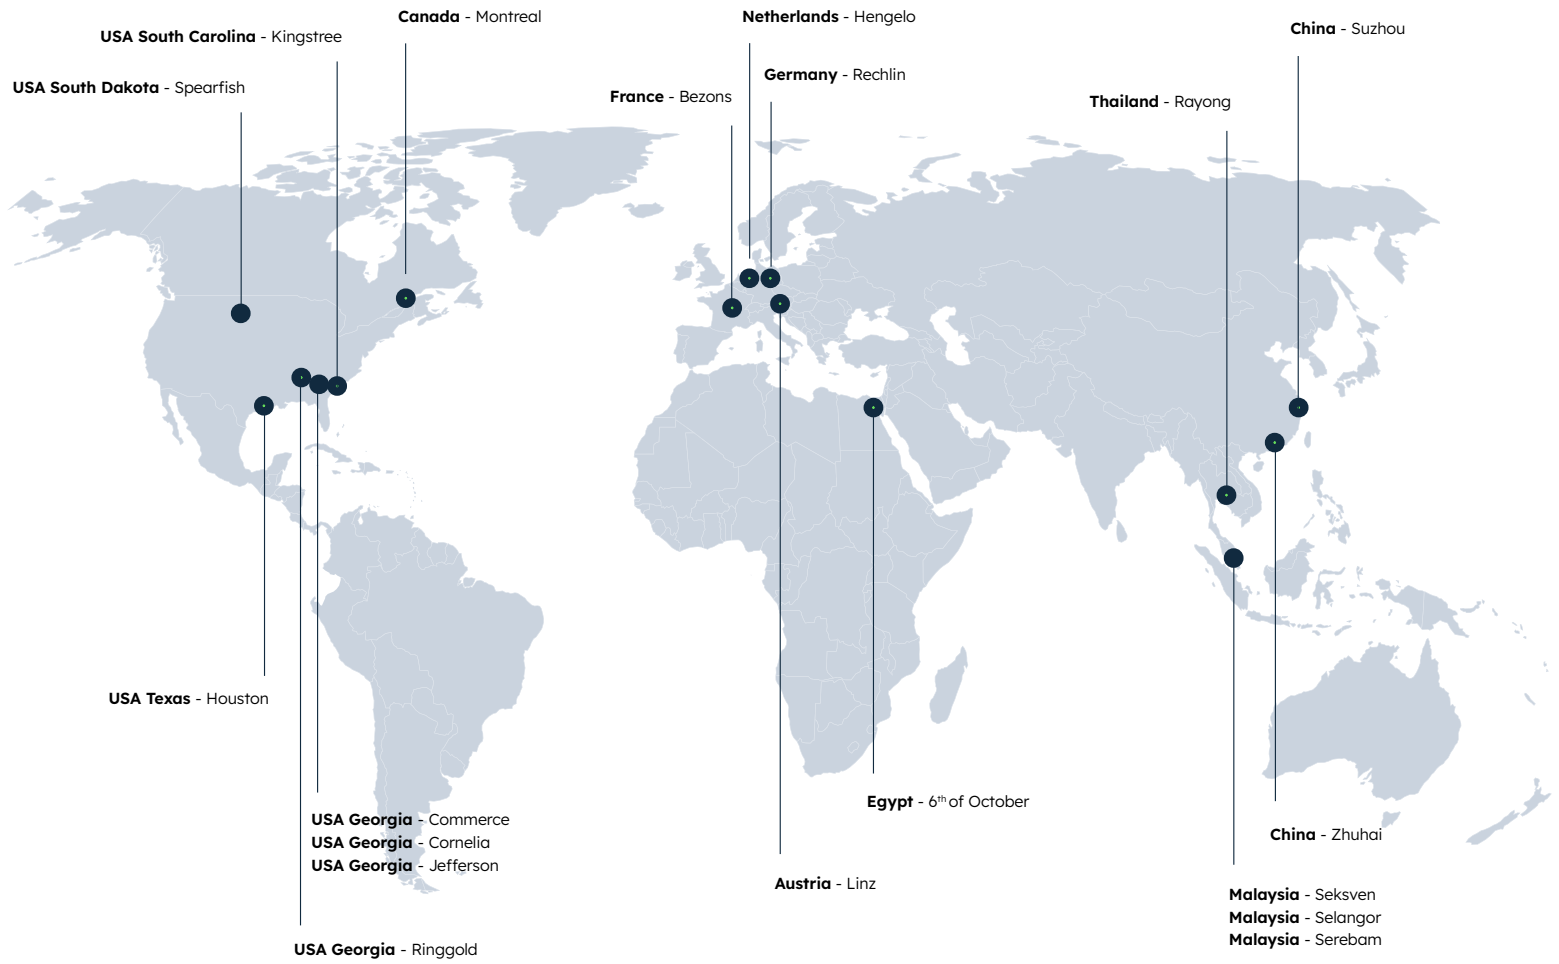 Canada - Montreal
Netherlands - Hengelo
China - Suzhou
USA South Carolina - Kingstree
Germany - Rechlin
USA South Dakota - Spearfish
France - Bezons
Thailand - Rayong
USA Texas - Houston
Egypt - 6th of October
USA Georgia - Commerce
USA Georgia - Cornelia
USA Georgia - Jefferson
China - Zhuhai
Austria - Linz
Malaysia - Seksven
Malaysia - Selangor
Malaysia - Serebam
USA Georgia - Ringgold